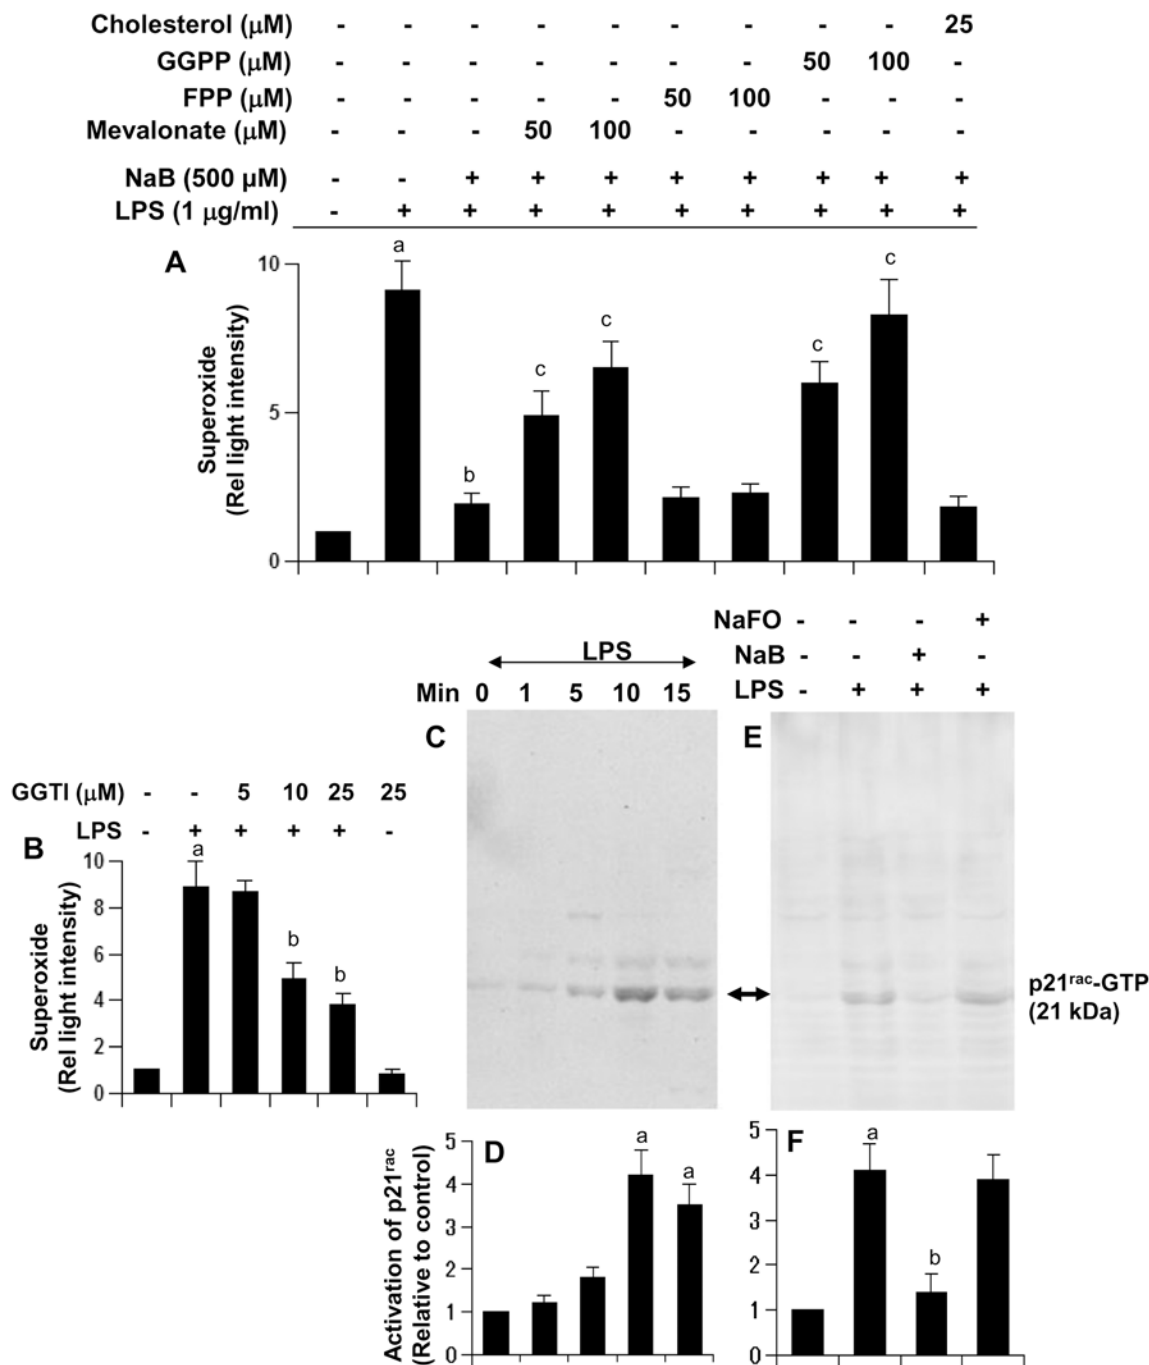 Cholesterol (μM) - - - - - - - - - 25
GGPP (μM) - - - - - - - 50 100 -
FPP (μM) - - - - - 50 100 - - -
Mevalonate (μM) - - - 50 100 - - - - -
NaB (500 μM) - - + + + + + + + +
LPS (1 μg/ml) - + + + + + + + + +
A
Superoxide
(Rel light intensity)
10
5
0
a
b
c
c
c
c
NaFO - - - +
NaB - - + -
LPS - + + +
LPS
Min 0 1 5 10 15
C
E
p21rac-GTP
(21 kDa)
GGTI (μM) - - 5 10 25 25
LPS - + + + + -
B
Superoxide
(Rel light intensity)
10
8
6
4
2
0
a
b
b
D
Activation of p21rac
(Relative to control)
5
4
3
2
1
0
a
a
F
5
4
3
2
1
0
a
b